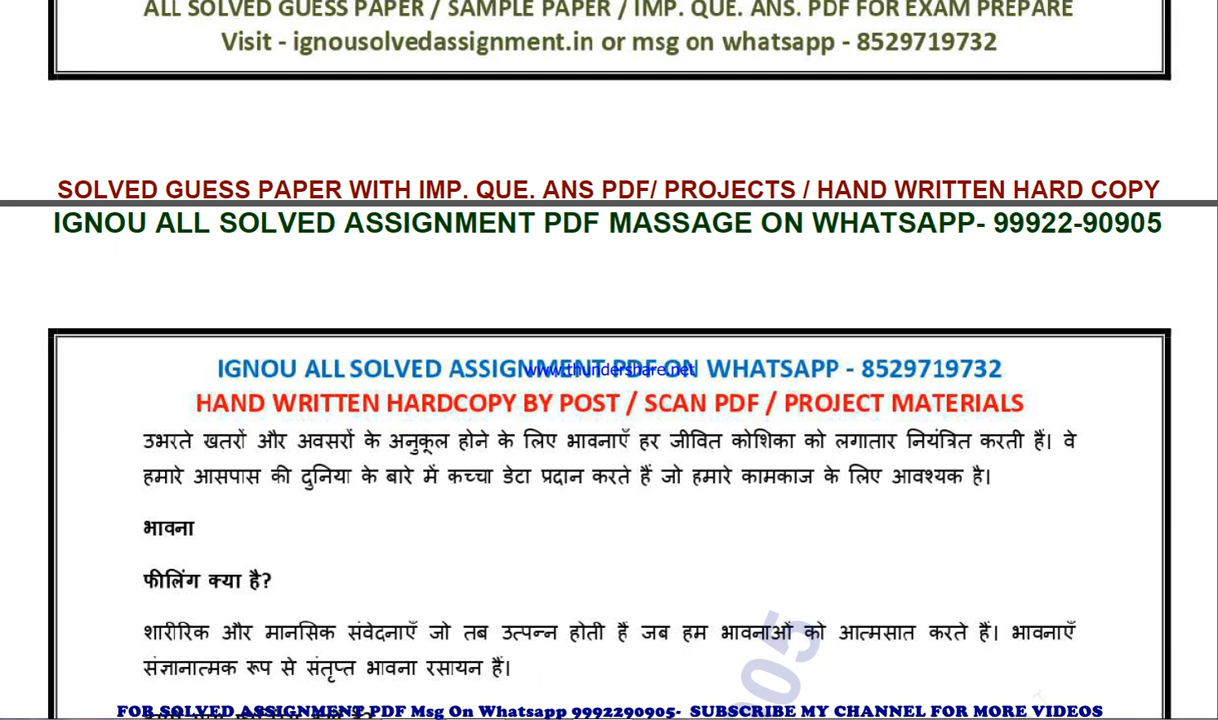 ALL SOLVED GUESS PAPER / SAMPLE PAPER / IMP. QUE. ANS. PDF FOR EXAM PREPARE
Visit - ignousolvedassignment.in or msg on whatsapp - 8529719732
SOLVED GUESS PAPER WITH IMP. QUE. ANS PDF/ PROJECTS / HAND WRITTEN HARD COPY
IGNOU ALL SOLVED ASSIGNMENT PDF MASSAGE ON WHATSAPP- 99922-90905
IGNOU ALL SOLVED ASSIGNMENT PDF ON WHATSAPP - 8529719732
www.thundershare.net
HAND WRITTEN HARDCOPY BY POST / SCAN PDF / PROJECT MATERIALS
उभरते खतरों और अवसरों के अनुकूल होने के लिए भावनाएँ हर जीवित कोशिका को लगातार नियंत्रित करती हैं। वे
हमारे आसपास की दुनिया के बारे में कच्चा डेटा प्रदान करते हैं जो हमारे कामकाज के लिए आवश्यक है।
भावना
फीलिंग क्या है?
शारीरिक और मानसिक संवेदनाएँ जो तब उत्पन्न होती हैं जब हम भावनाओं को आत्मसात करते हैं। भावनाएँ
संज्ञानात्मक रूप से संतृप्त भावना रसायन हैं।
005
FOR SOLVED ASSIGNMENT PDF Msg On Whatsapp 9992290905- SUBSCRIBE MY CHANNEL FOR MORE VIDEOS